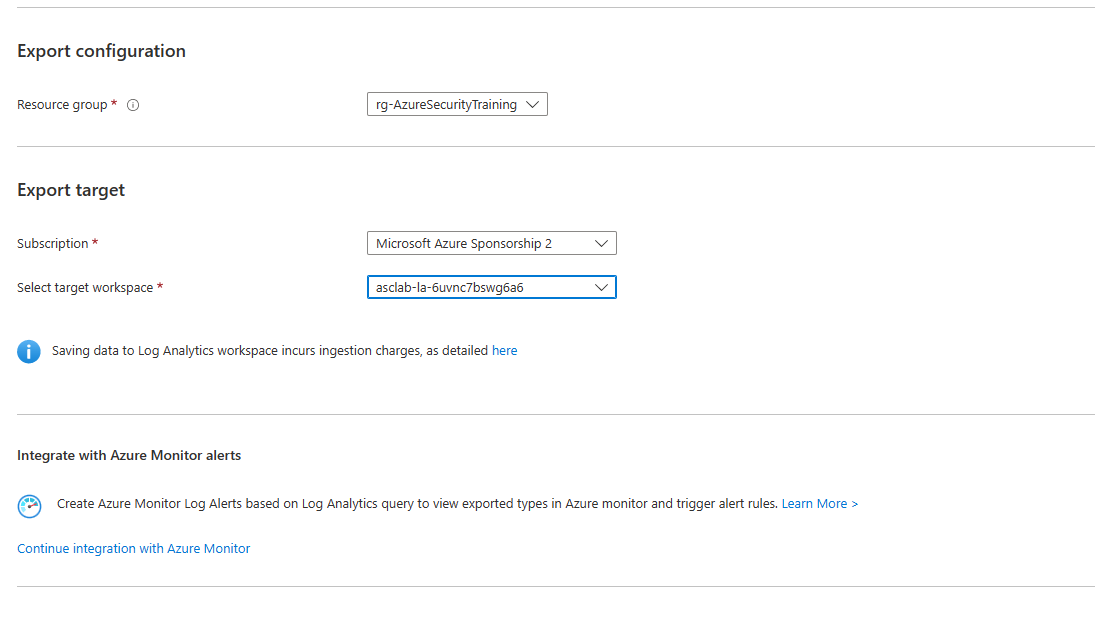 Export configuration
Resource group * 
rg-AzureSecurityTraining
Export target
Subscription *
Microsoft Azure Sponsorship 2
Select target workspace *
asclab-la-6uvnc7bswg6a6
Saving data to Log Analytics workspace incurs ingestion charges, as detailed here
Integrate with Azure Monitor alerts
Create Azure Monitor Log Alerts based on Log Analytics query to view exported types in Azure monitor and trigger alert rules. Learn More >
Continue integration with Azure Monitor